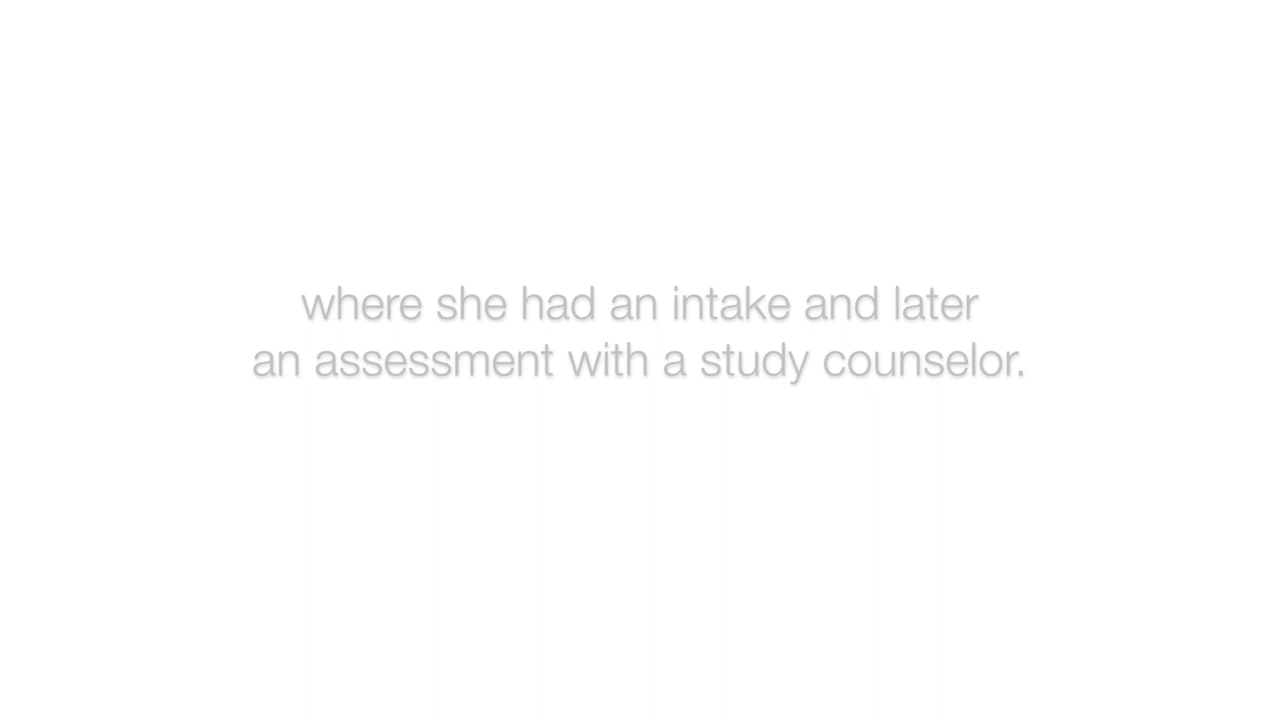 where she had an intake and later
an assessment with a study counselor.